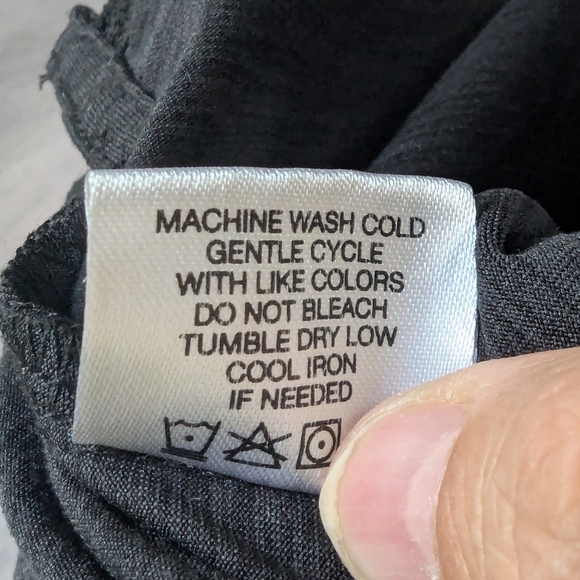 MACHINE WASH COLD
GENTLE CYCLE
WITH LIKE COLORS
DO NOT BLEACH
TUMBLE DRY LOW
COOL IRON
IF NEEDED